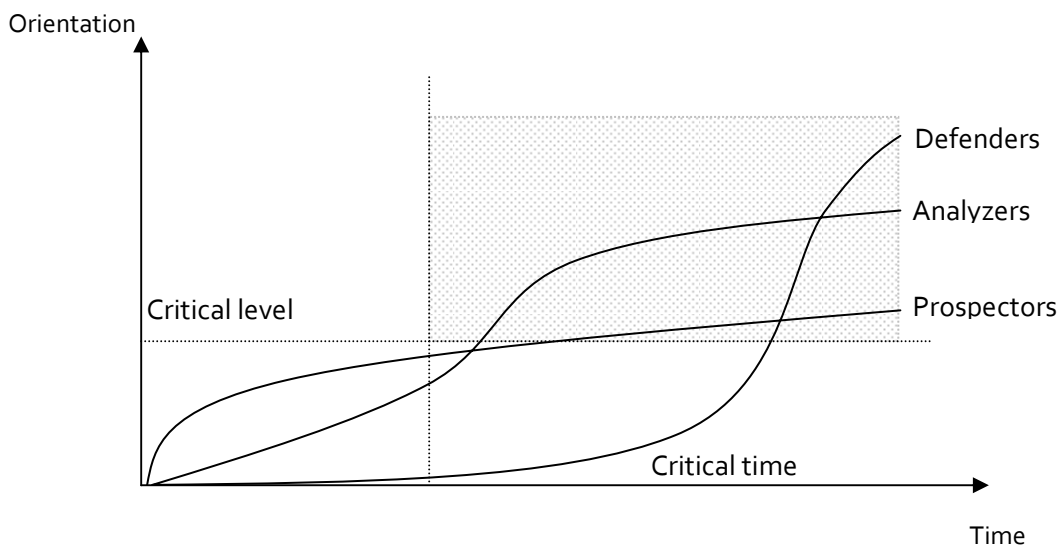 Orientation
Defenders
Analyzers
Critical level
Prospectors
Critical time
Time